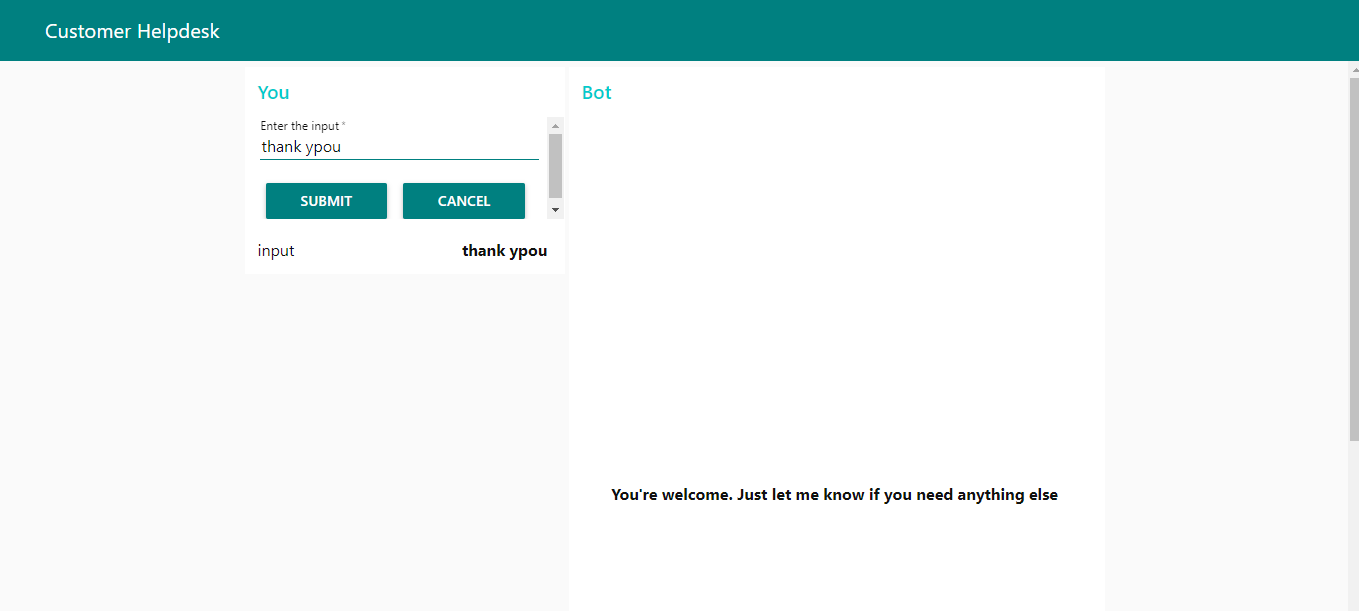 Customer Helpdesk
You
Enter the input *
thank ypou
SUBMIT CANCEL
input thank ypou
Bot
You're welcome. Just let me know if you need anything else